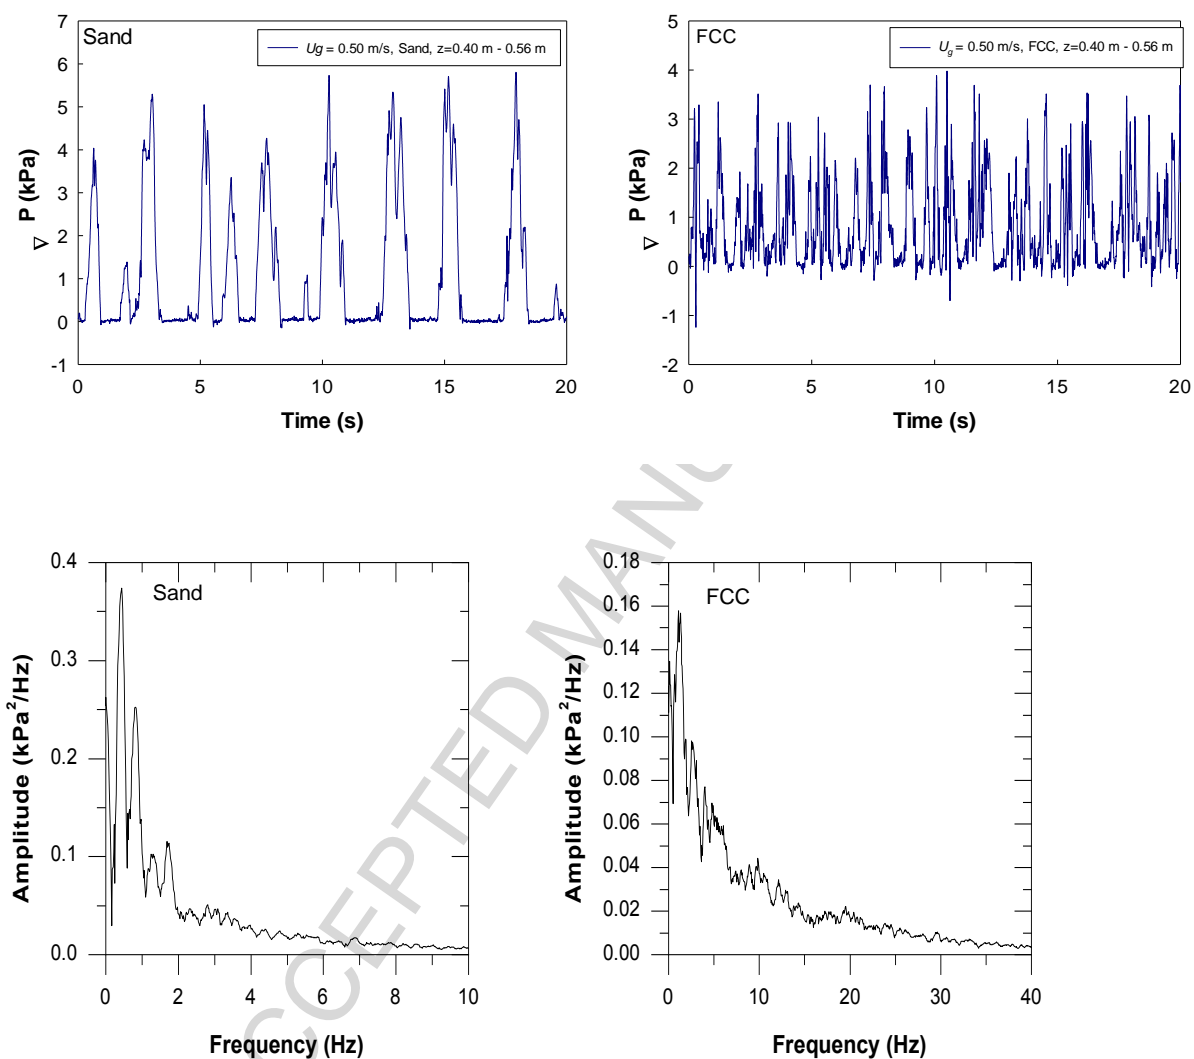 Sand
Ug = 0.50 m/s, Sand, z=0.40 m - 0.56 m
7
6
5
4
3
2
1
0
-1
∇ P (kPa)
0 5 10 15 20
Time (s)
FCC
Ug = 0.50 m/s, FCC, z=0.40 m - 0.56 m
5
4
3
2
1
0
-1
-2
∇ P (kPa)
0 5 10 15 20
Time (s)
Sand
0.4
0.3
0.2
0.1
0.0
Amplitude (kPa²/Hz)
0 2 4 6 8 10
Frequency (Hz)
FCC
0.18
0.16
0.14
0.12
0.10
0.08
0.06
0.04
0.02
0.00
Amplitude (kPa²/Hz)
0 10 20 30 40
Frequency (Hz)
CCEPTED MANU